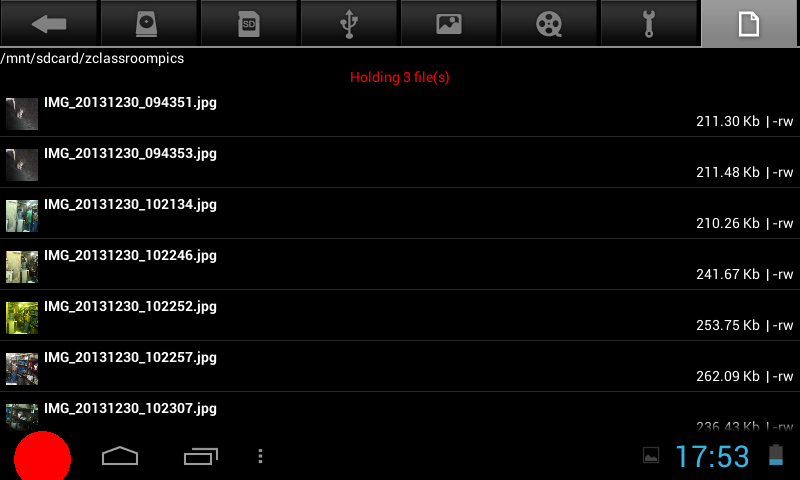 SD
/mnt/sdcard/zclassroompics
Holding 3 file(s)
IMG_20131230_094351.jpg
211.30 Kb | -rw
IMG_20131230_094353.jpg
211.48 Kb | -rw
IMG_20131230_102134.jpg
210.26 Kb | -rw
IMG_20131230_102246.jpg
241.67 Kb | -rw
IMG_20131230_102252.jpg
253.75 Kb | -rw
IMG_20131230_102257.jpg
262.09 Kb | -rw
IMG_20131230_102307.jpg
236.43 Kb | -rw
17:53